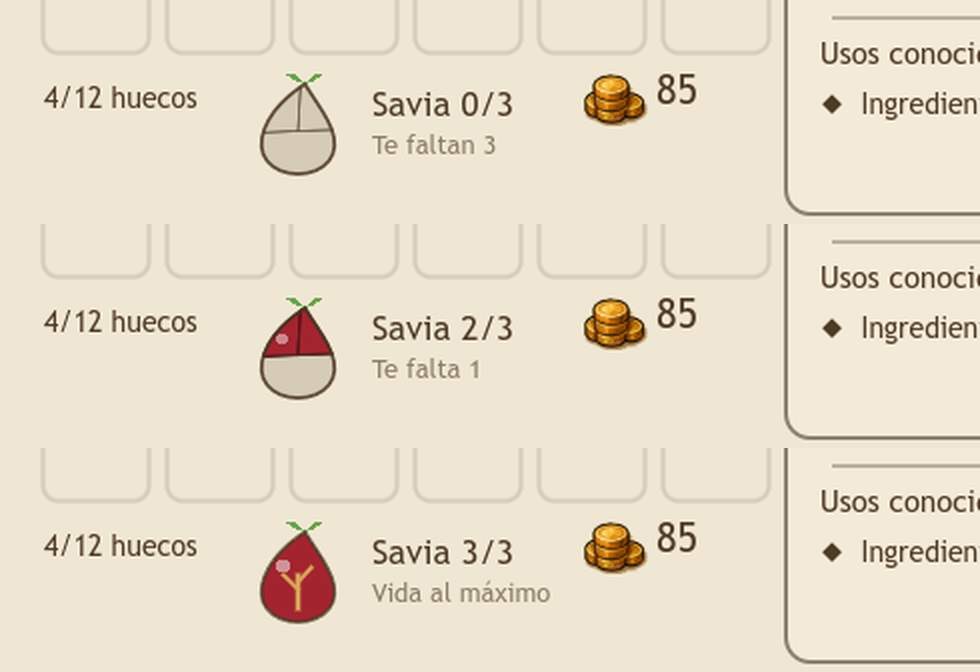 Usos conoci
4/12 huecos
Savia 0/3
Te faltan 3
85
◆ Ingredien
Usos conoci
4/12 huecos
Savia 2/3
Te falta 1
85
◆ Ingredien
Usos conoci
4/12 huecos
Savia 3/3
Vida al máximo
85
◆ Ingredien